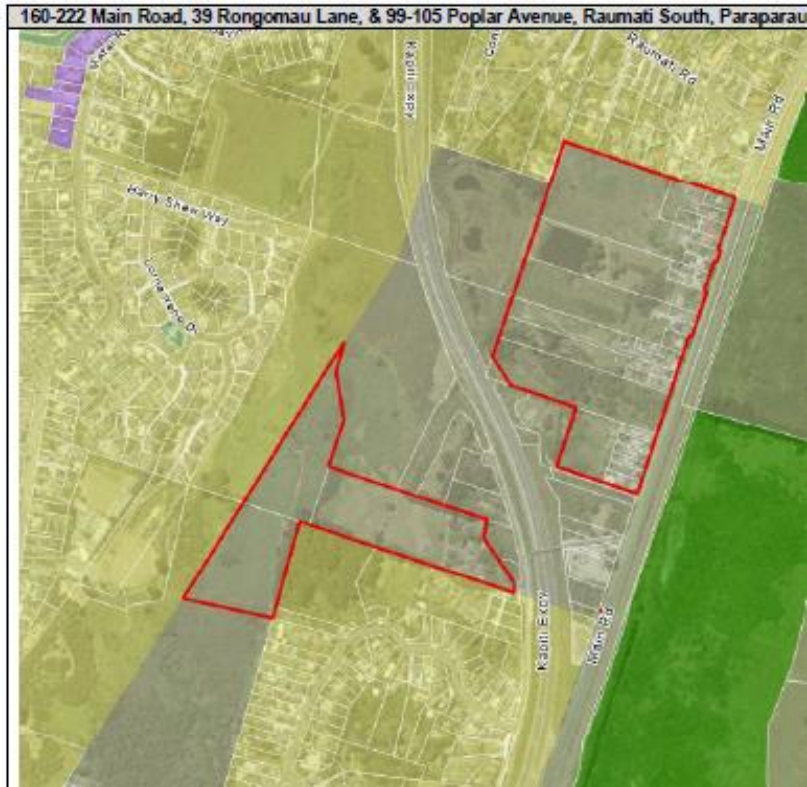 160-222 Main Road, 39 Rongomau Lane, & 99-105 Poplar Avenue, Raumati South, Paraparau
Raumati Rd
Kapiti Expy
Main Rd
Harry Shaw Way
Main Rd
Kapiti Expy